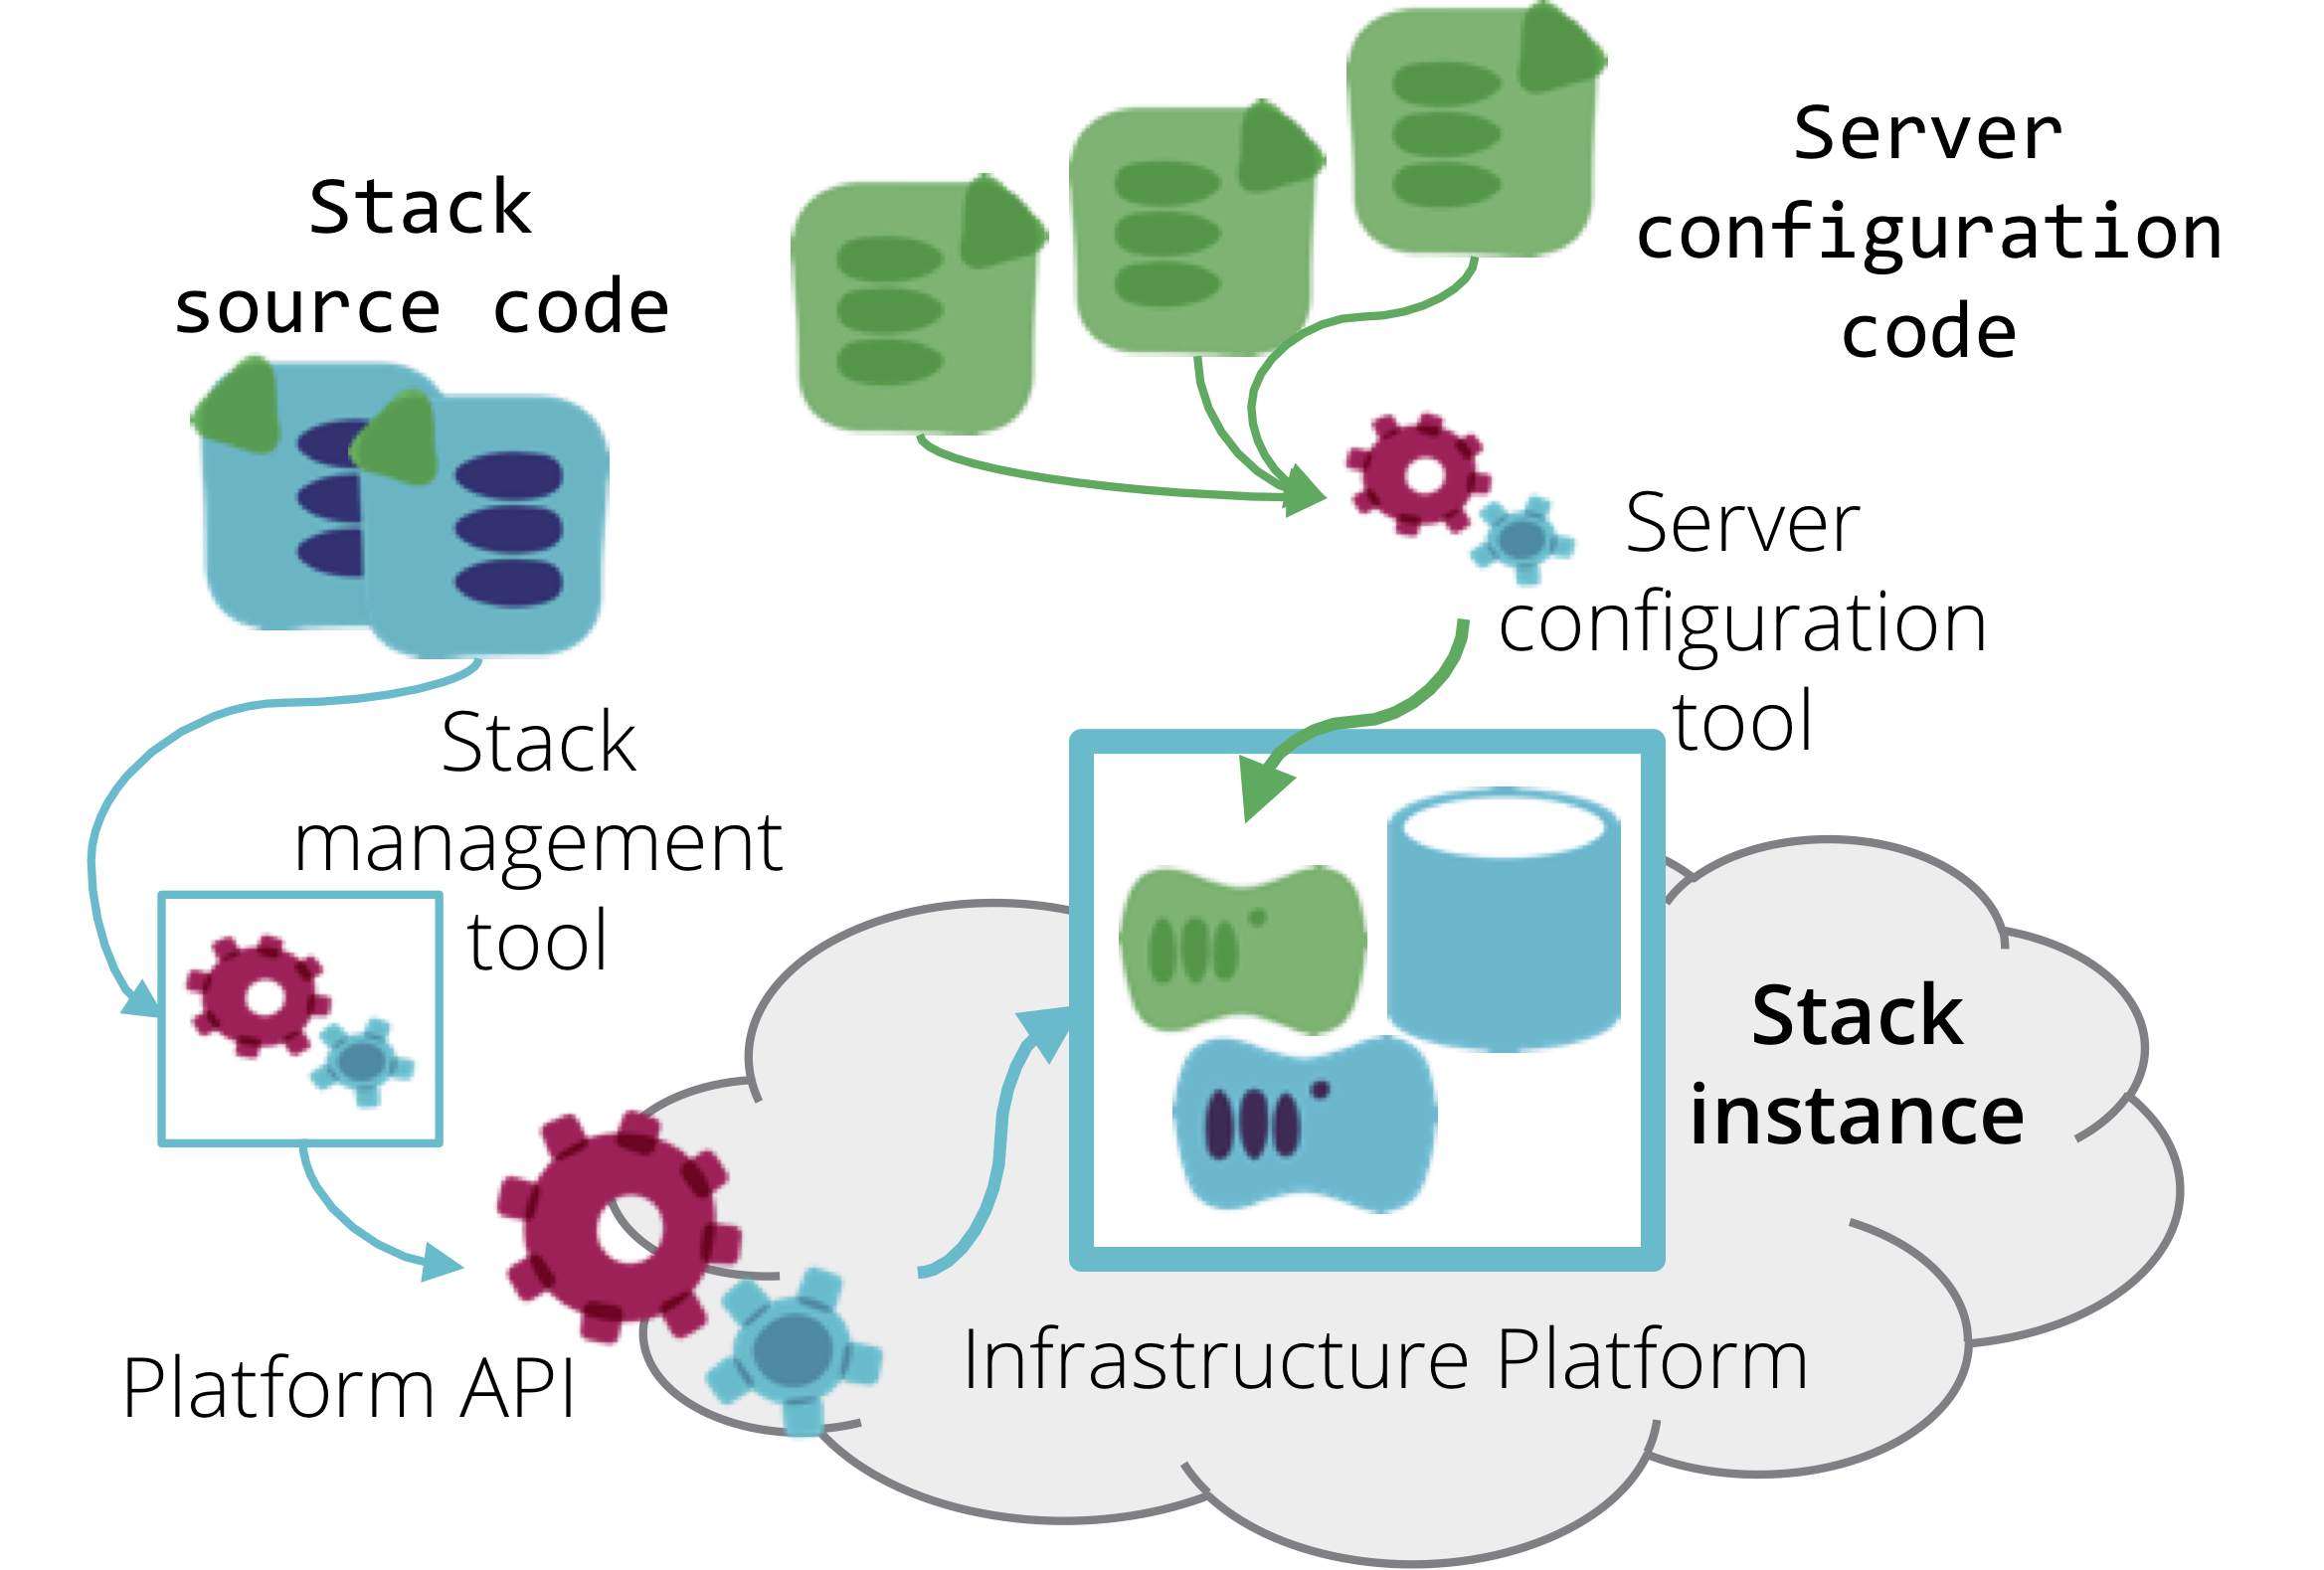 Stack
source code
Server
configuration
code
Server
configuration
tool
Stack
management
tool
Stack
instance
Platform API
Infrastructure Platform